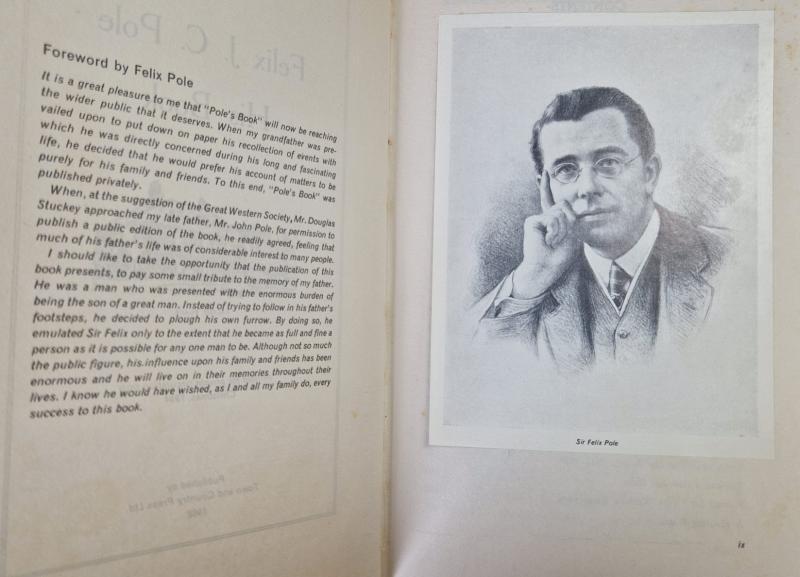 Foreword by Felix Pole
It is a great pleasure to me that "Pole's Book" will now be reaching
the wider public that it deserves. When my grandfather was pre-
vailed upon to put down on paper his recollection of events with
which he was directly concerned during his long and fascinating
life, he decided that he would prefer his account of matters to be
purely for his family and friends. To this end, "Pole's Book" was
published privately.
When, at the suggestion of the Great Western Society, Mr. Douglas
Stuckey approached my late father, Mr. John Pole, for permission to
publish a public edition of the book, he readily agreed, feeling that
much of his father's life was of considerable interest to many people.
I should like to take the opportunity that the publication of this
book presents, to pay some small tribute to the memory of my father.
He was a man who was presented with the enormous burden of
being the son of a great man. Instead of trying to follow in his father's
footsteps, he decided to plough his own furrow. By doing so, he
emulated Sir Felix only to the extent that he became as full and fine a
person as it is possible for any one man to be. Although not so much
the public figure, his influence upon his family and friends has been
enormous and he will live on in their memories throughout their
lives. I know he would have wished, as I and all my family do, every
success to this book.
Felix J. C. Pole
Published by
Town and Country Press Ltd.
1968
CONTENTS
Sir Felix Pole
ix